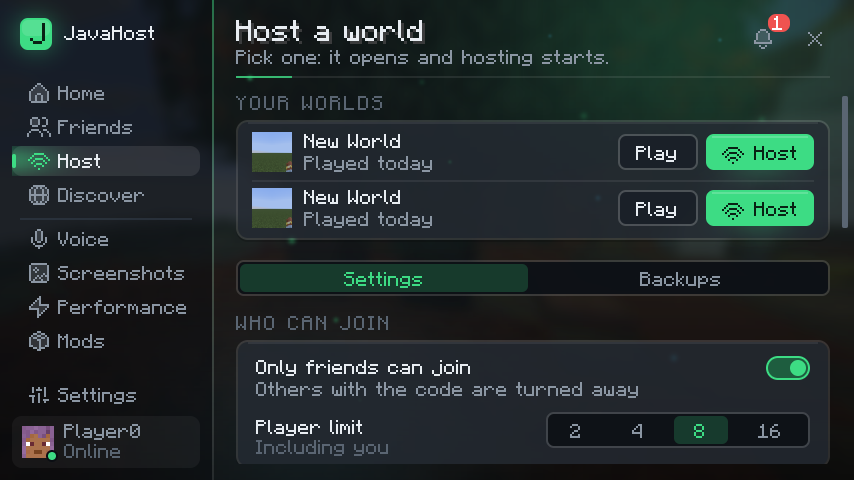 JavaHost
Home
Friends
Host
Discover
Voice
Screenshots
Performance
Mods
Settings
Player0
Online
Host a world
Pick one: it opens and hosting starts.
1
YOUR WORLDS
New World
Played today
Play
Host
New World
Played today
Play
Host
Settings
Backups
WHO CAN JOIN
Only friends can join
Others with the code are turned away
Player limit
Including you
2 4 8 16